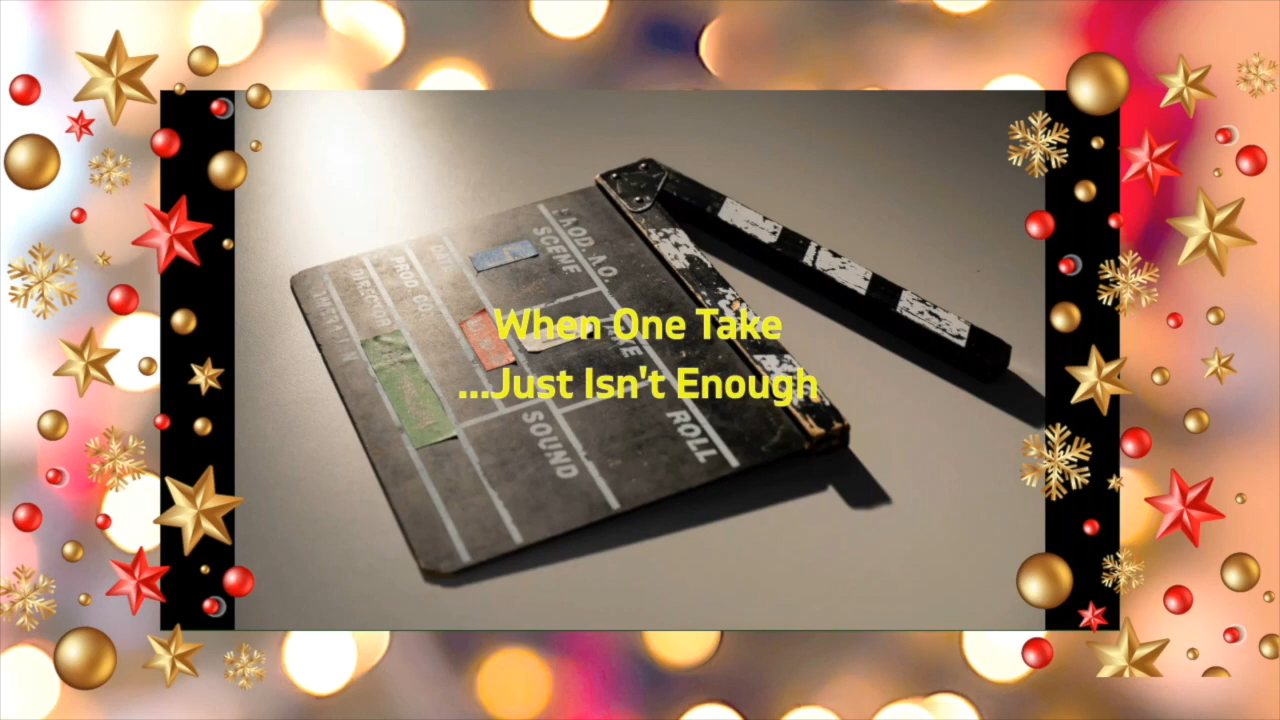 When One Take
...Just Isn't Enough
SCENE
DATE
PROD. CO.
DIRECTOR
ROLL
SOUND